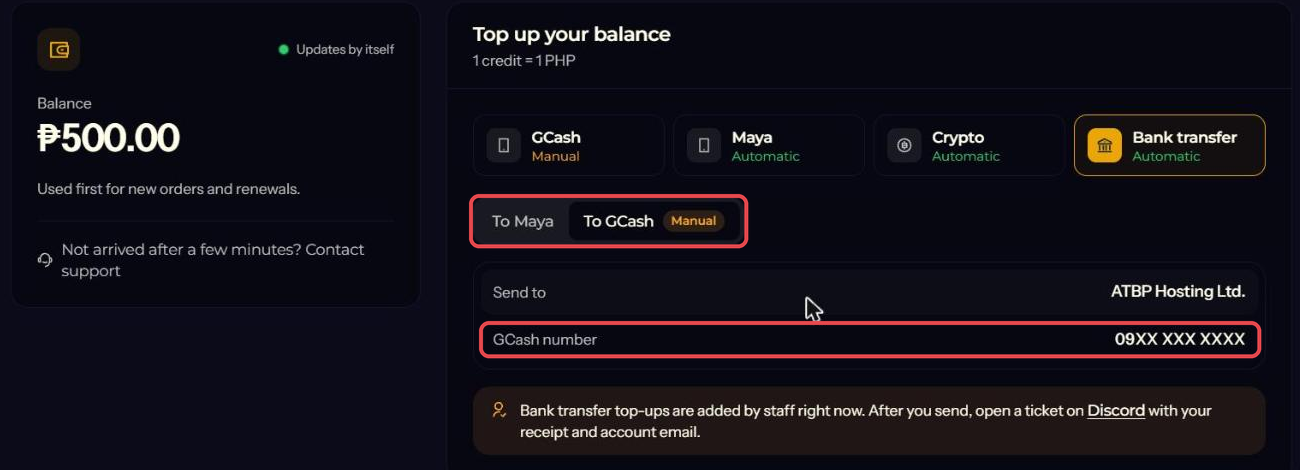 Updates by itself
Balance
₱500.00
Used first for new orders and renewals.
Not arrived after a few minutes? Contact
support
Top up your balance
1 credit = 1 PHP
GCash
Manual
Maya
Automatic
Crypto
Automatic
Bank transfer
Automatic
To Maya
To GCash Manual
Send to ATBP Hosting Ltd.
GCash number 09XX XXX XXXX
Bank transfer top-ups are added by staff right now. After you send, open a ticket on Discord with your
receipt and account email.